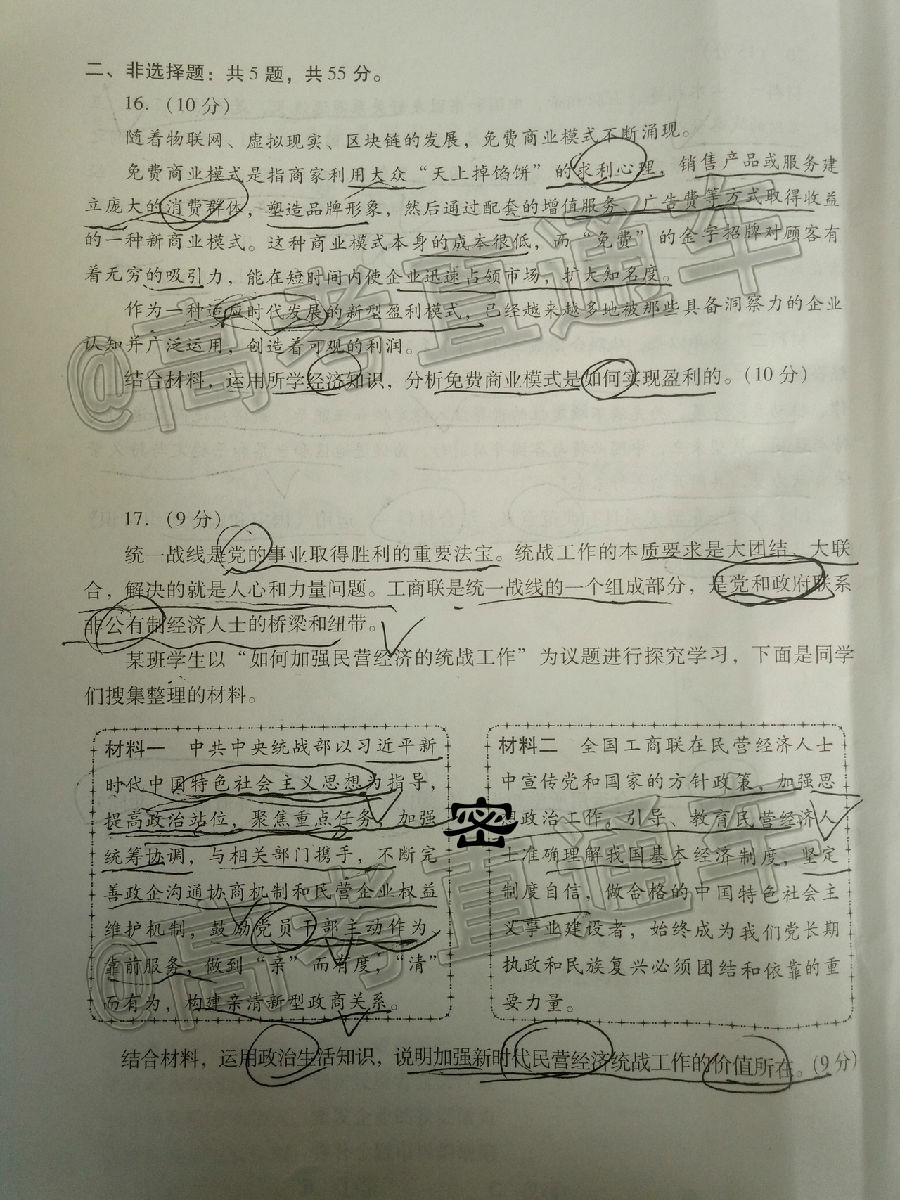 二、非选择题：共5题，共55分。
16.（10分）
随着物联网、虚拟现实、区块链的发展，免费商业模式不断涌现。
免费商业模式是指商家利用大众“天上掉馅饼”的求利心理，销售产品或服务建
立庞大的消费群体，塑造品牌形象，然后通过配套的增值服务、广告费等方式取得收益
的一种新商业模式。这种商业模式本身的成本很低，而“免费”的金字招牌对顾客有
着无穷的吸引力，能在短时间内使企业迅速占领市场，扩大知名度。
作为一种适应时代发展的新型盈利模式，已经越来越多地被那些具备洞察力的企业
认知并广泛运用，创造着可观的利润。
结合材料，运用所学经济知识，分析免费商业模式是如何实现盈利的。（10分）
17.（9分）
统一战线是党的事业取得胜利的重要法宝。统战工作的本质要求是大团结、大联
合，解决的就是人心和力量问题。工商联是统一战线的一个组成部分，是党和政府联系
非公有制经济人士的桥梁和纽带。
某班学生以“如何加强民营经济的统战工作”为议题进行探究学习，下面是同学
们搜集整理的材料。
材料一 中共中央统战部以习近平新
时代中国特色社会主义思想为指导，
提高政治站位，聚焦重点任务，加强
统筹协调，与相关部门携手，不断完
善政企沟通协商机制和民营企业权益
维护机制，鼓励党员干部主动作为
靠前服务，做到“亲”而有度，“清”
而有为，构建亲清新型政商关系。
密
材料二 全国工商联在民营经济人士
中宣传党和国家的方针政策，加强思
想政治工作，引导、教育民营经济人
士准确理解我国基本经济制度，坚定
制度自信，做合格的中国特色社会主
义事业建设者，始终成为我们党长期
执政和民族复兴必须团结和依靠的重
要力量。
结合材料，运用政治生活知识，说明加强新时代民营经济统战工作的价值所在。（9分）
@高考直通车
@高考直通车